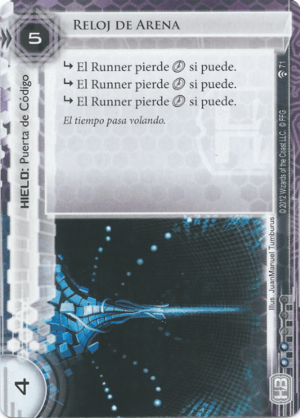 5
RELOJ DE ARENA
↳ El Runner pierde si puede.
↳ El Runner pierde si puede.
↳ El Runner pierde si puede.
El tiempo pasa volando.
HIELO: Puerta de Código
71
© 2012 Wizards of the Coast LLC. © FFG
Illus. JuanManuel Tumburus
4
HB